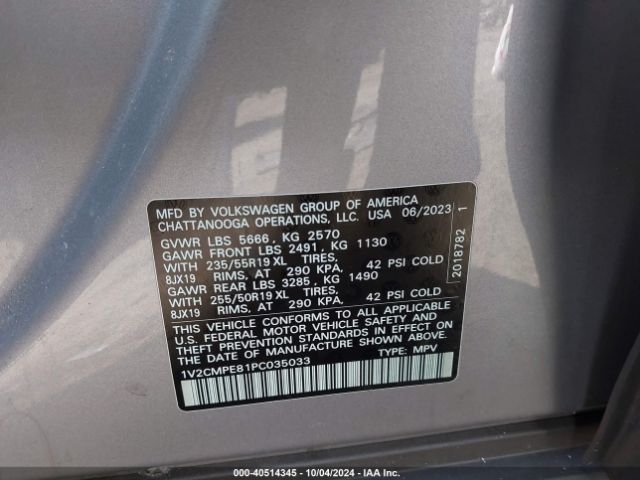 MFD BY VOLKSWAGEN GROUP OF AMERICA
CHATTANOOGA OPERATIONS, LLC. USA 06/2023
GVWR LBS 5666, KG 2570
GAWR FRONT LBS 2491, KG 1130
WITH 235/55R19 XL TIRES,
8JX19 RIMS, AT 290 KPA, 42 PSI COLD
GAWR REAR LBS 3285, KG 1490
WITH 255/50R19 XL TIRES,
8JX19 RIMS, AT 290 KPA, 42 PSI COLD
THIS VEHICLE CONFORMS TO ALL APPLICABLE
U.S. FEDERAL MOTOR VEHICLE SAFETY AND
THEFT PREVENTION STANDARDS IN EFFECT ON
THE DATE OF MANUFACTURE SHOWN ABOVE.
1V2CMPE81PC035033 TYPE: MPV
2018782 1
000-40514345 - 10/04/2024 - IAA Inc.